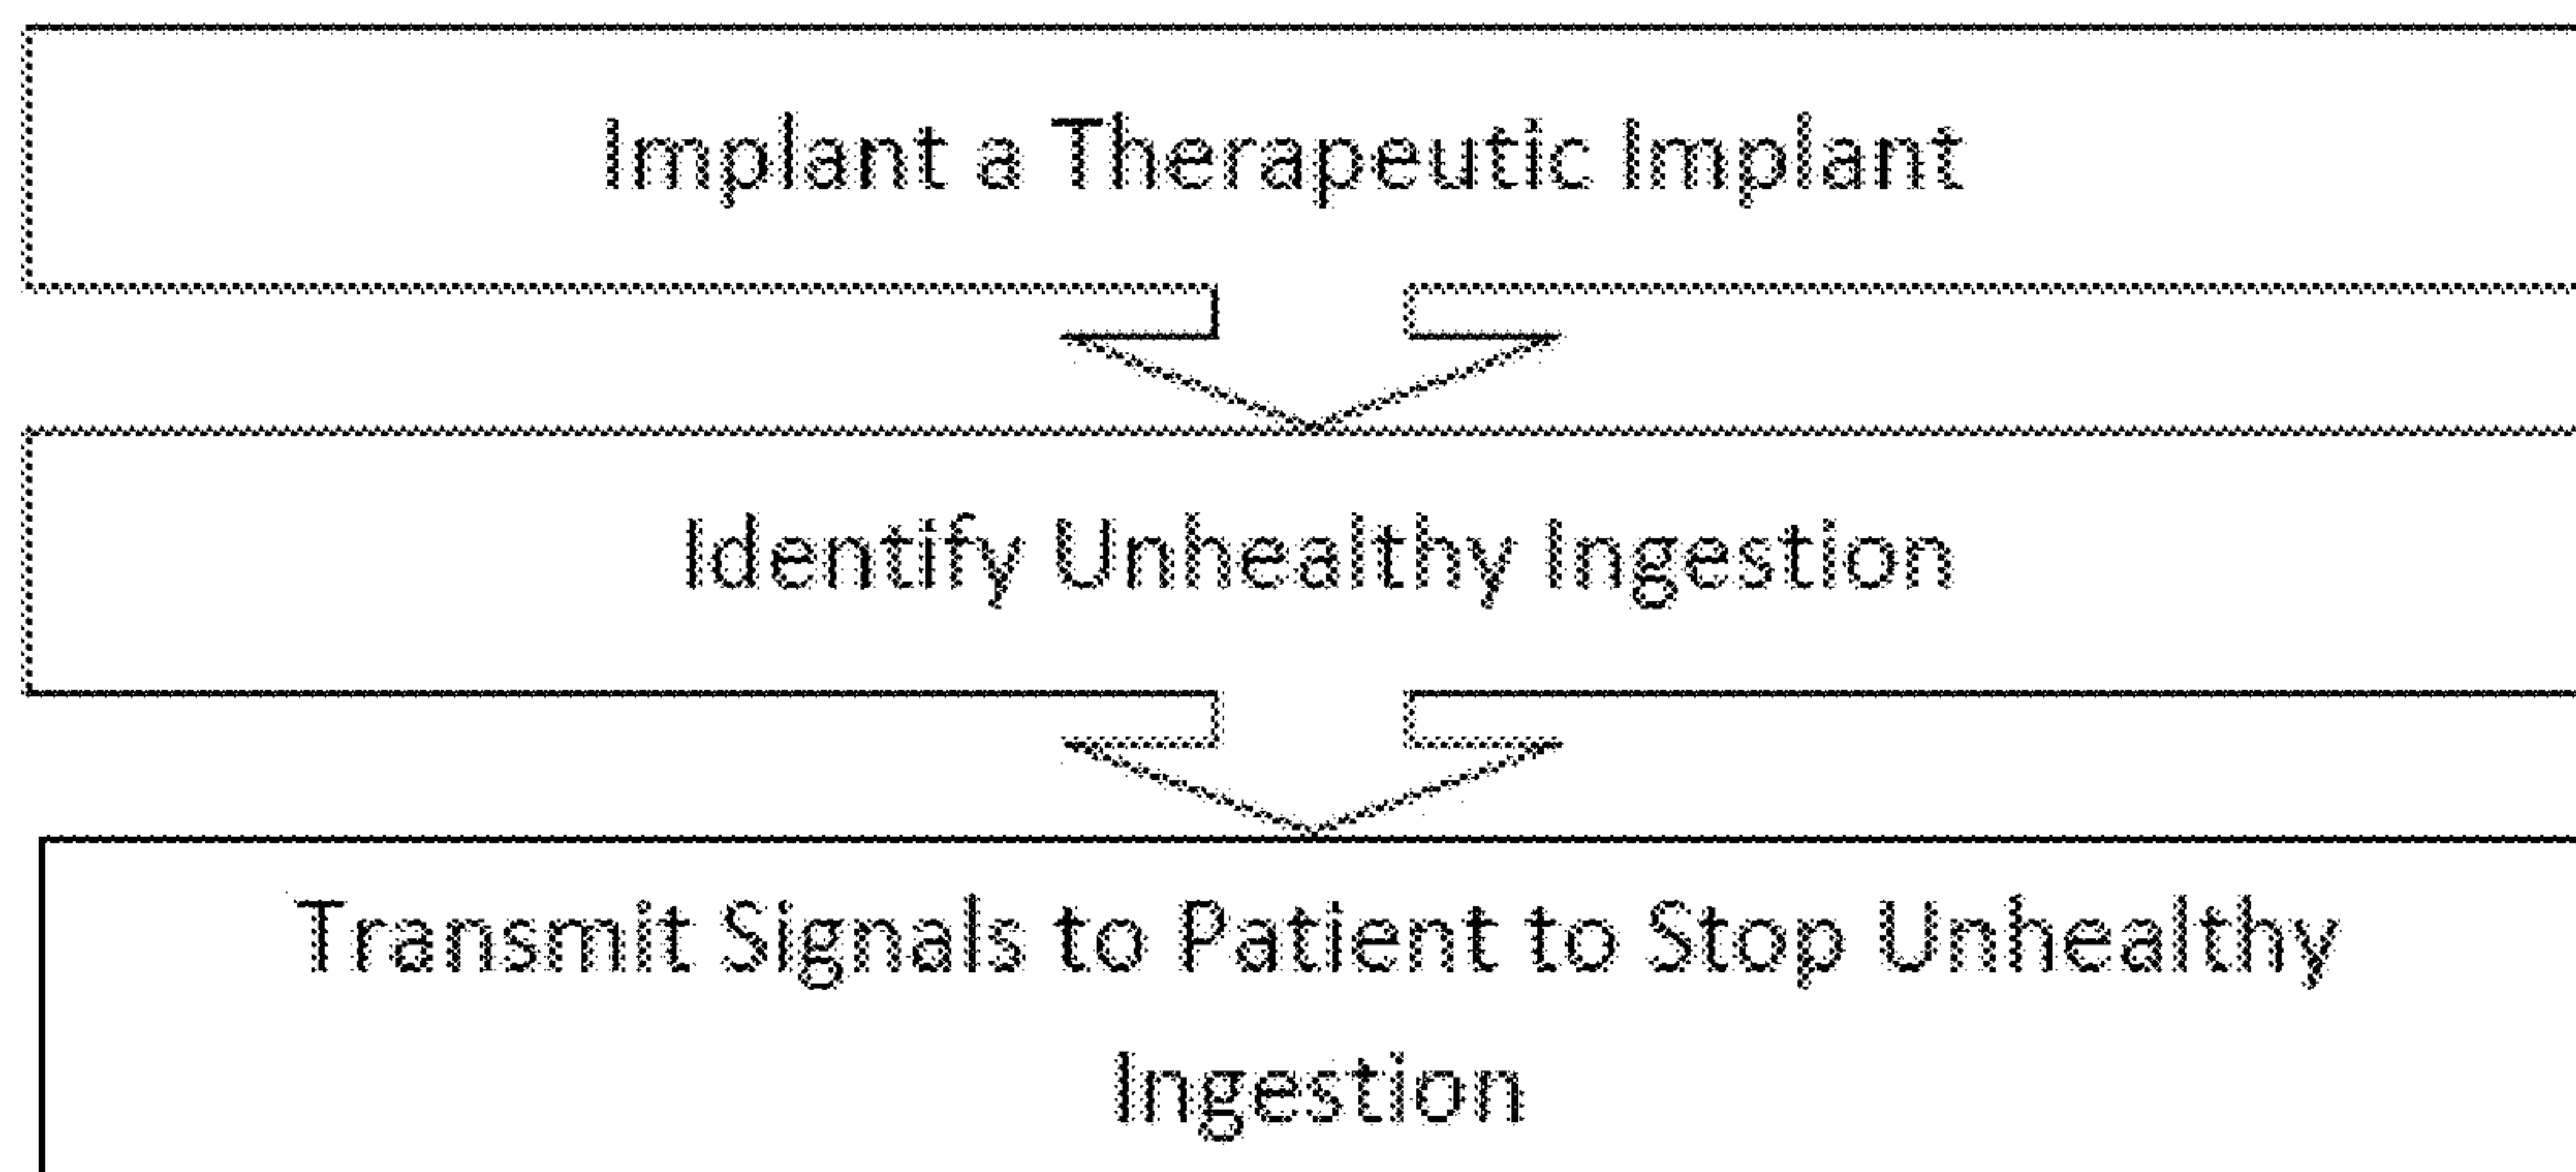 Implant a Therapeutic Implant
Identify Unhealthy Ingestion
Transmit Signals to Patient to Stop Unhealthy
Ingestion